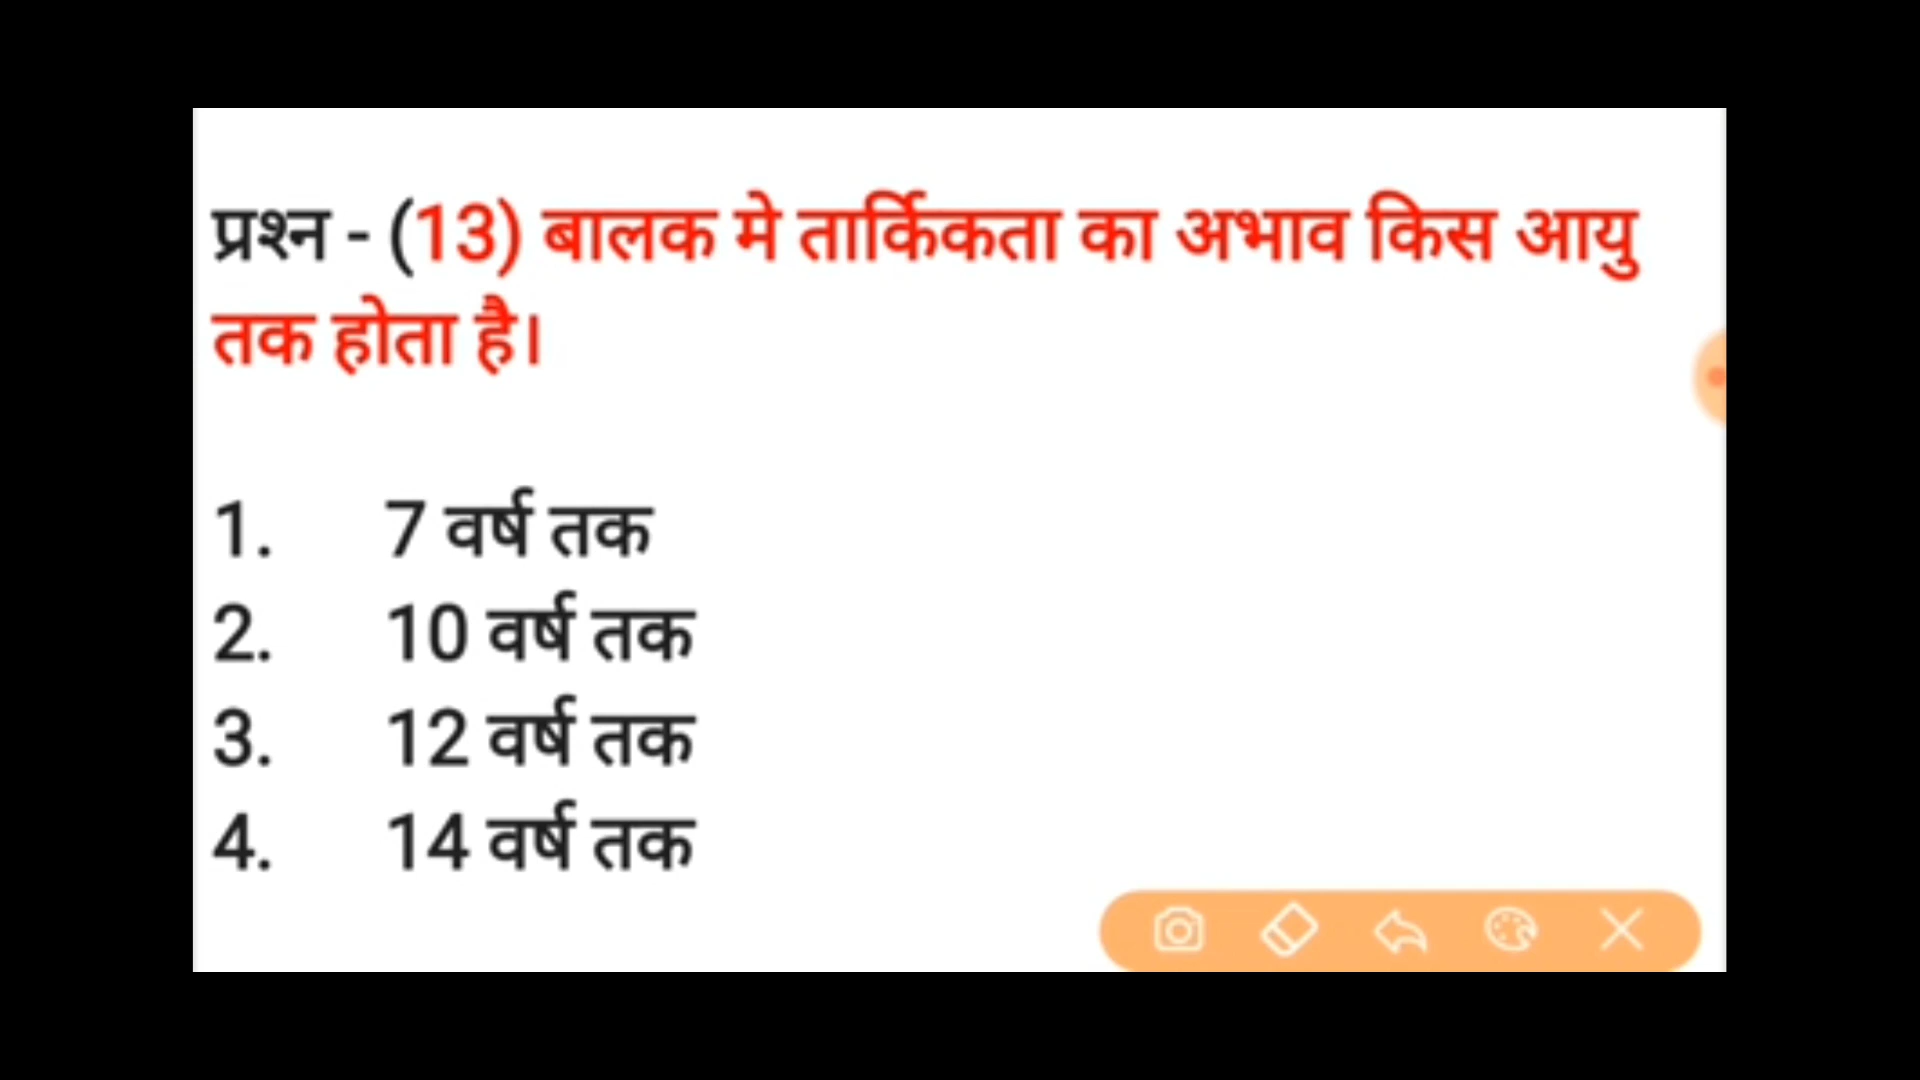 प्रश्न - (13) बालक मे तार्किकता का अभाव किस आयु
तक होता है।
1. 7 वर्ष तक
2. 10 वर्ष तक
3. 12 वर्ष तक
4. 14 वर्ष तक